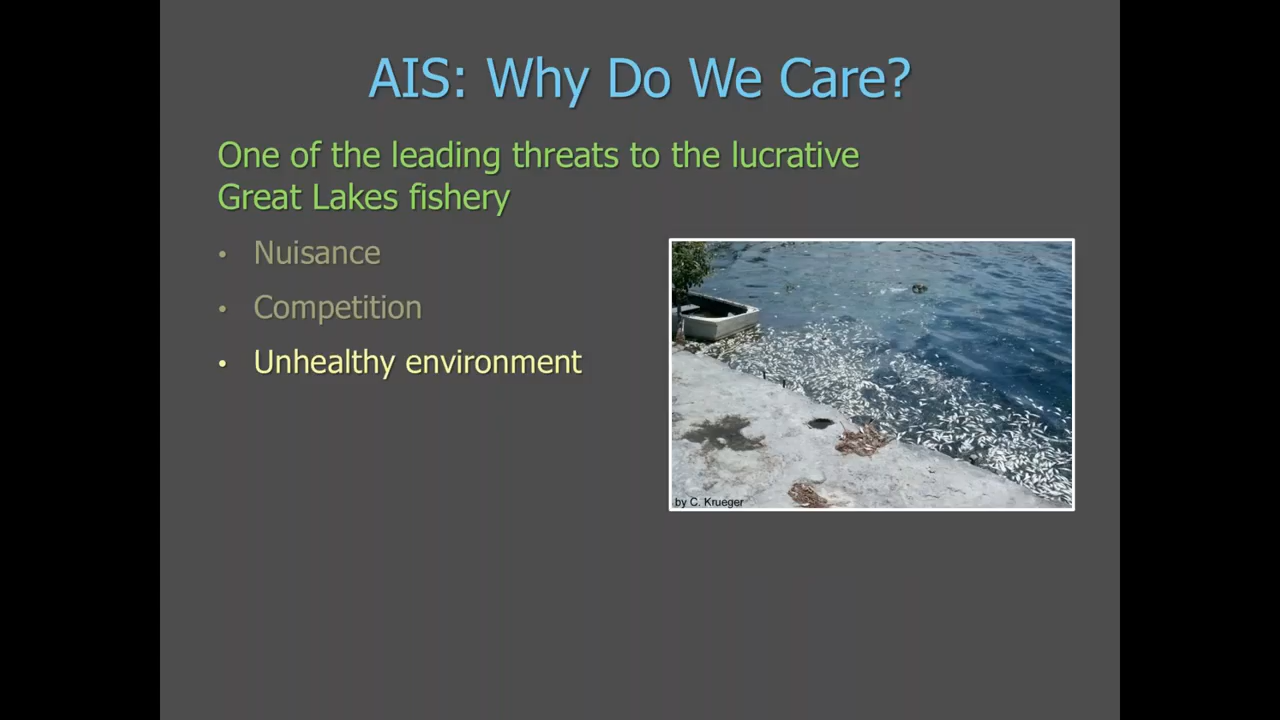 AIS: Why Do We Care?
One of the leading threats to the lucrative
Great Lakes fishery
• Nuisance
• Competition
• Unhealthy environment
by C. Krueger